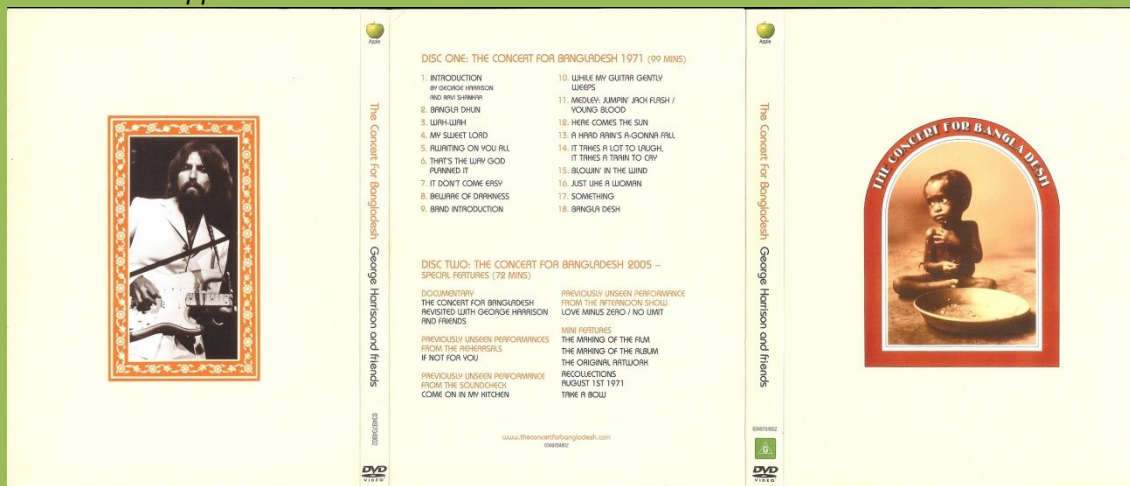 Apple
The Concert For Bangladesh George Harrison and friends
DVD
VIDEO
DISC ONE: THE CONCERT FOR BANGLADESH 1971 (99 MINS)
1. INTRODUCTION
BY GEORGE HARRISON
AND RAVI SHANKAR
2. BANGLA DHUN
3. WAH-WAH
4. MY SWEET LORD
5. AWAITING ON YOU ALL
6. THAT'S THE WAY GOD
PLANNED IT
7. IT DON'T COME EASY
8. BEWARE OF DARKNESS
9. BAND INTRODUCTION
10. WHILE MY GUITAR GENTLY
WEEPS
11. MEDLEY: JUMPIN' JACK FLASH /
YOUNG BLOOD
12. HERE COMES THE SUN
13. A HARD RAIN'S A-GONNA FALL
14. IT TAKES A LOT TO LAUGH,
IT TAKES A TRAIN TO CRY
15. BLOWIN' IN THE WIND
16. JUST LIKE A WOMAN
17. SOMETHING
18. BANGLA DESH
DISC TWO: THE CONCERT FOR BANGLADESH 2005 –
SPECIAL FEATURES (72 MINS)
DOCUMENTARY
THE CONCERT FOR BANGLADESH
REVISITED WITH GEORGE HARRISON
AND FRIENDS
PREVIOUSLY UNSEEN PERFORMANCES
FROM THE REHEARSALS
IF NOT FOR YOU
PREVIOUSLY UNSEEN PERFORMANCE
FROM THE SOUNDCHECK
COME ON IN MY KITCHEN
PREVIOUSLY UNSEEN PERFORMANCE
FROM THE AFTERNOON SHOW
LOVE MINUS ZERO / NO LIMIT
MINI FEATURES
THE MAKING OF THE FILM
THE MAKING OF THE ALBUM
THE ORIGINAL ARTWORK
RECOLLECTIONS
AUGUST 1ST 1971
TAKE A BOW
www.theconcertforbangladesh.com
0349704802
Apple
The Concert For Bangladesh George Harrison and friends
0349704802
G
DVD
VIDEO
THE CONCERT FOR BANGLA DESH